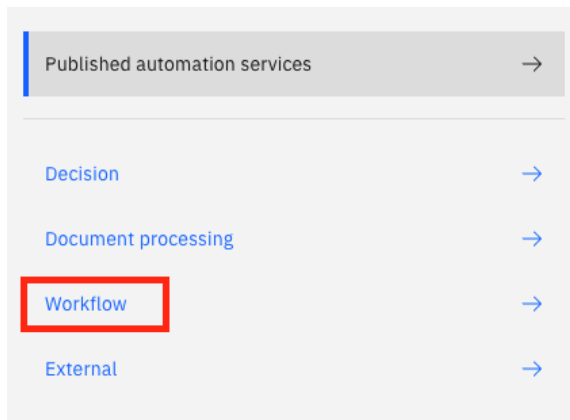 Published automation services
Decision
Document processing
Workflow
External